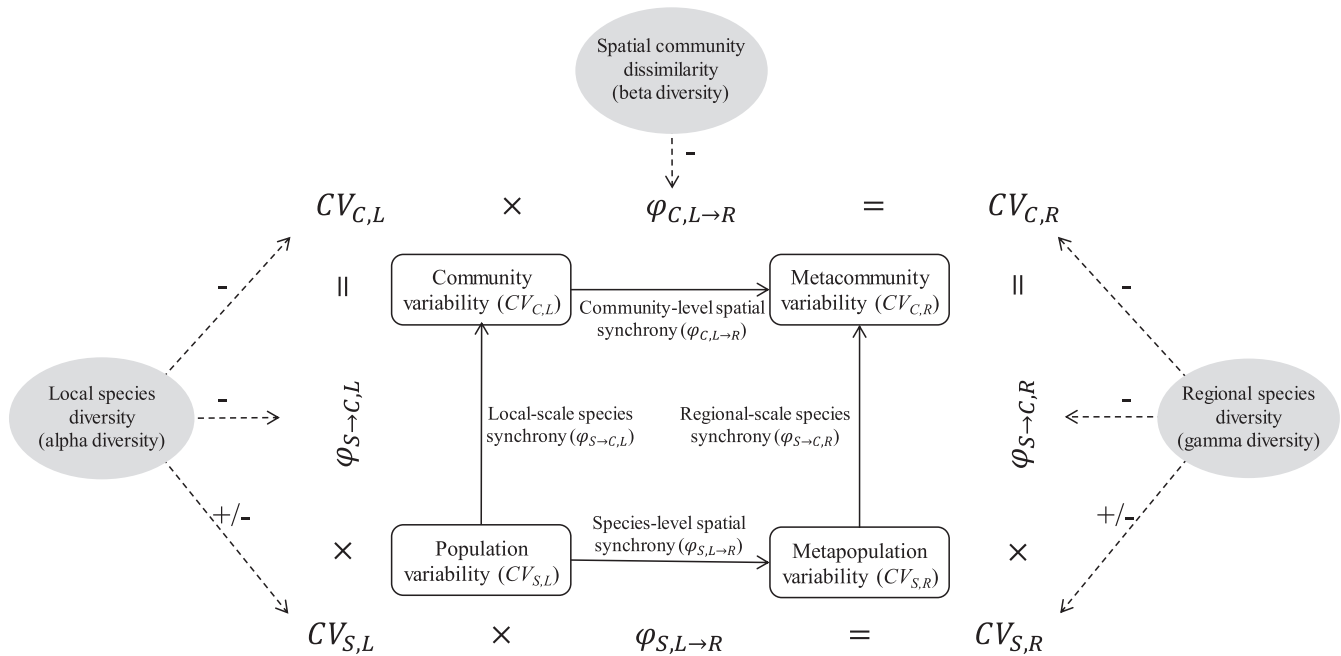 Spatial community
dissimilarity
(beta diversity)
-
CV_{C,L} × φ_{C,L→R} = CV_{C,R}
Community
variability (CV_{C,L})
Metacommunity
variability (CV_{C,R})
Community-level spatial
synchrony (φ_{C,L→R})
-
=
=
-
Local species
diversity
(alpha diversity)
-
φ_{S→C,L}
Local-scale species
synchrony (φ_{S→C,L})
Regional-scale species
synchrony (φ_{S→C,R})
φ_{S→C,R}
-
Regional species
diversity
(gamma diversity)
+/-
×
Population
variability (CV_{S,L})
Species-level spatial
synchrony (φ_{S,L→R})
Metapopulation
variability (CV_{S,R})
×
+/-
CV_{S,L} × φ_{S,L→R} = CV_{S,R}